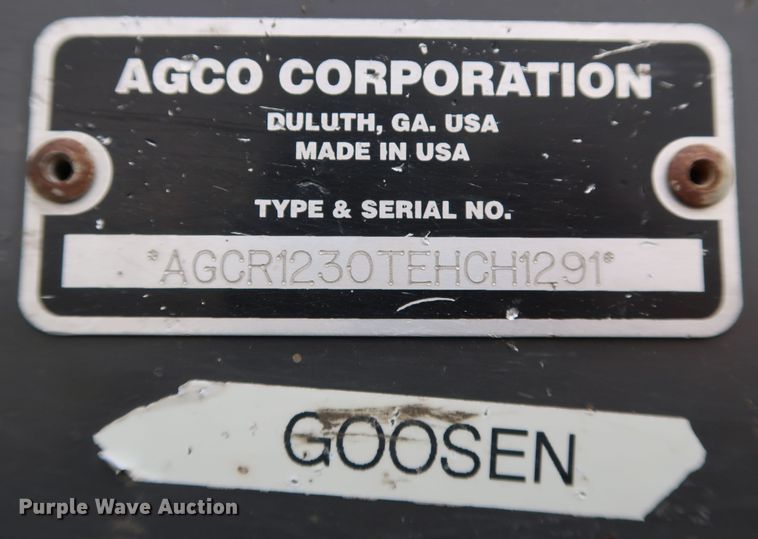 AGCO CORPORATION
DULUTH, GA. USA
MADE IN USA
TYPE & SERIAL NO.
*AGCR1230TEHCH1291*
GOOSEN
Purple Wave Auction